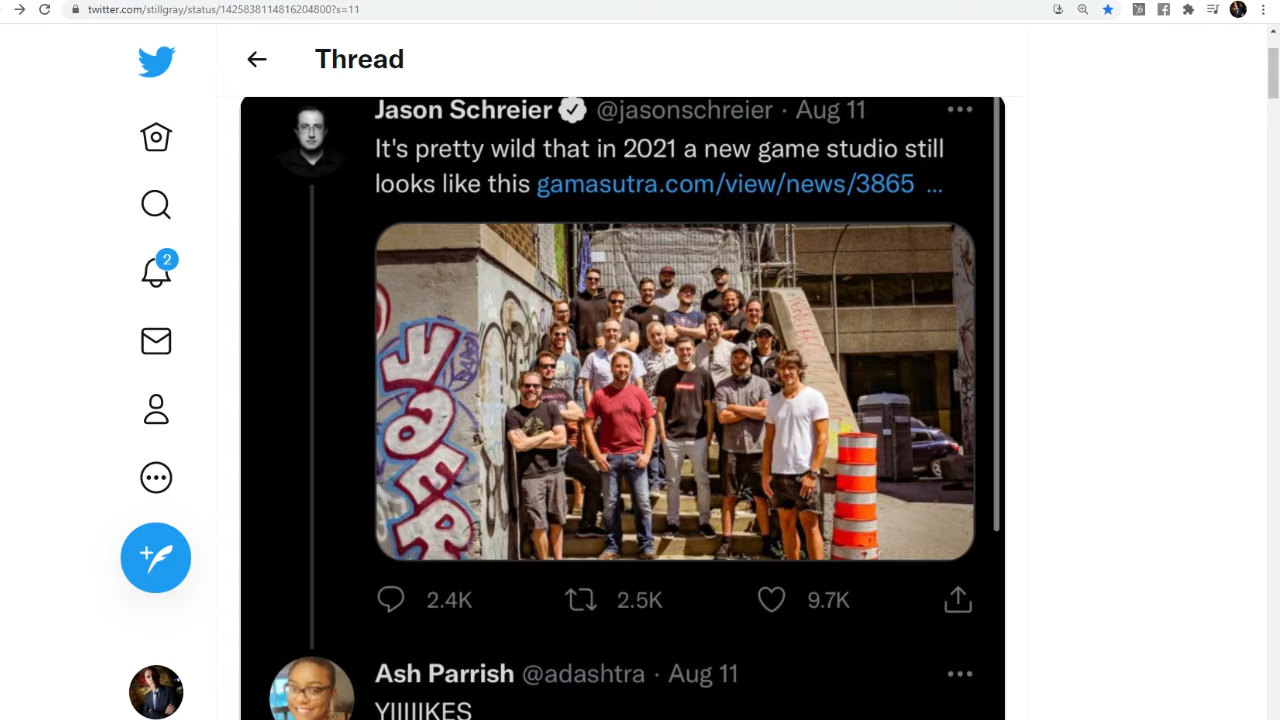 twitter.com/stillgray/status/1425838114816204800?s=11
Thread
Jason Schreier @jasonschreier · Aug 11
It's pretty wild that in 2021 a new game studio still
looks like this gamasutra.com/view/news/3865 ...
2
2.4K 2.5K 9.7K
Ash Parrish @adashtra · Aug 11
YIIIIIKES